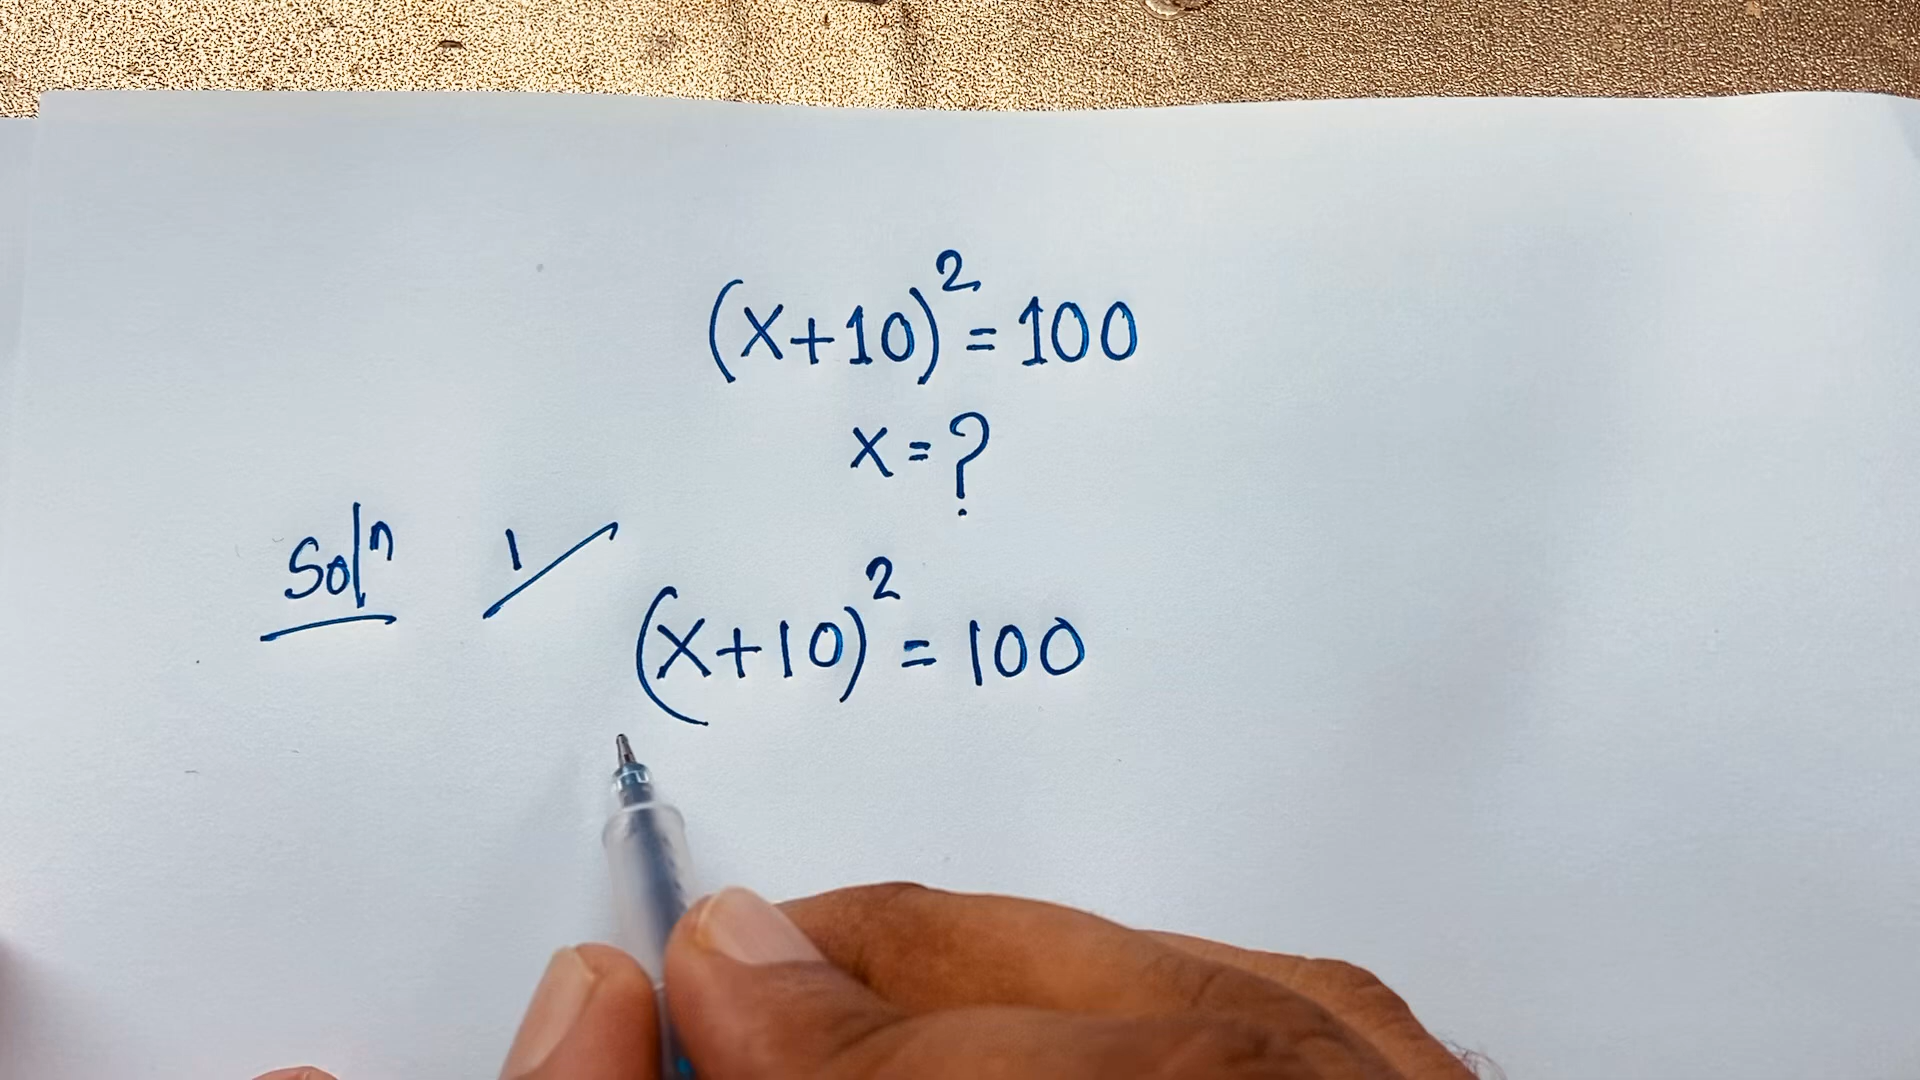 (x+10)² = 100
x = ?
Solⁿ 1
(x+10)² = 100